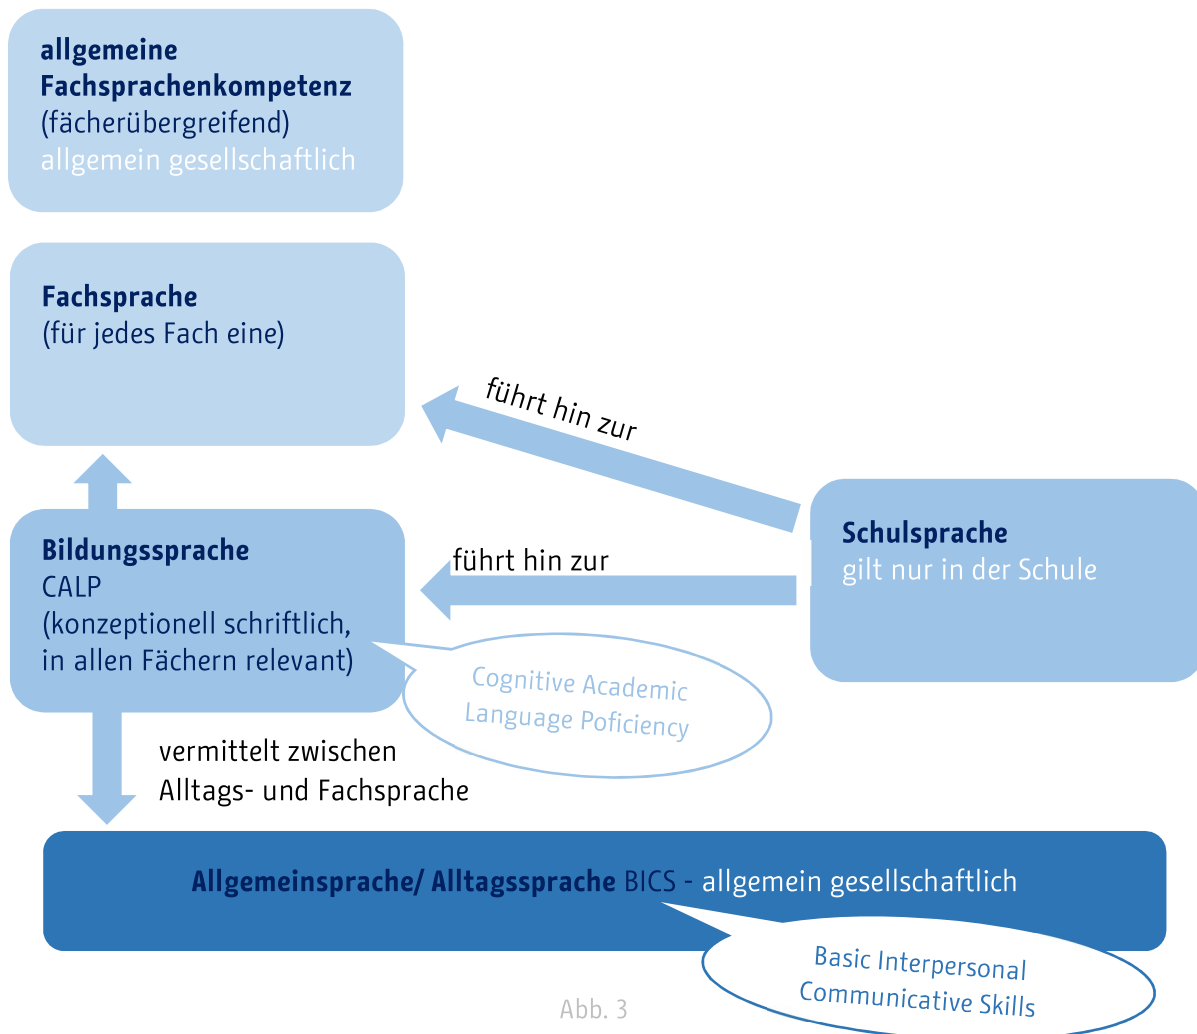 allgemeine
Fachsprachenkompetenz
(fächerübergreifend)
allgemein gesellschaftlich
Fachsprache
(für jedes Fach eine)
führt hin zur
Schulsprache
gilt nur in der Schule
Bildungssprache
CALP
(konzeptionell schriftlich,
in allen Fächern relevant)
führt hin zur
Cognitive Academic
Language Poficiency
vermittelt zwischen
Alltags- und Fachsprache
Allgemeinsprache/ Alltagssprache BICS - allgemein gesellschaftlich
Basic Interpersonal
Communicative Skills
Abb. 3